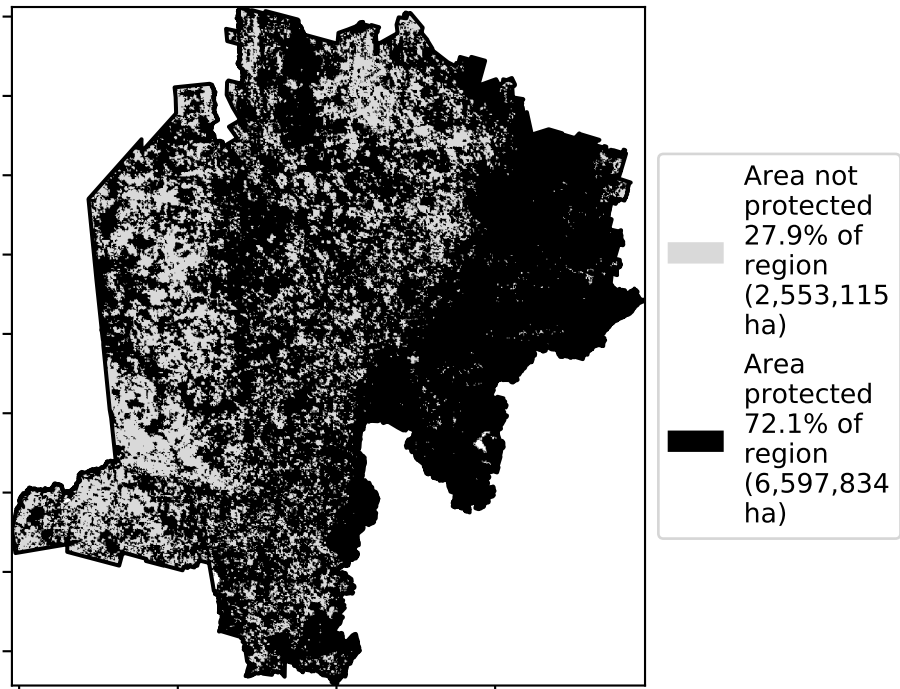 Area not
protected
27.9% of
region
(2,553,115
ha)
Area
protected
72.1% of
region
(6,597,834
ha)